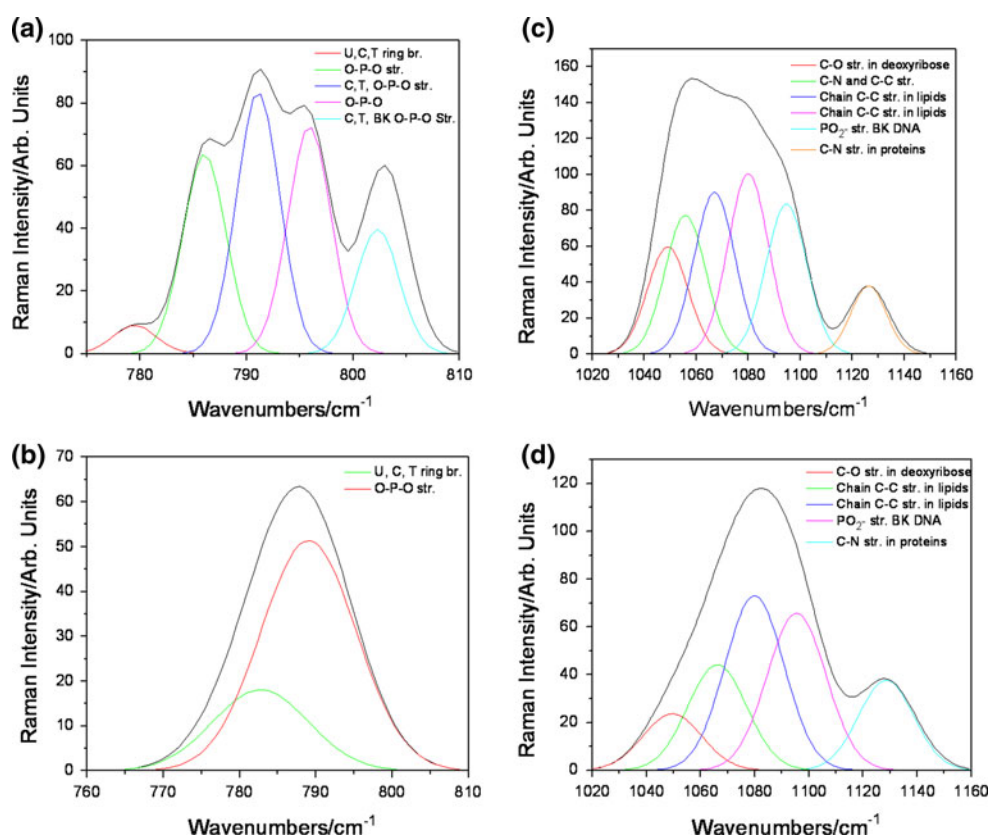 (a)
100
80
60
40
20
0
780
790
800
810
Raman Intensity/Arb. Units
Wavenumbers/cm⁻¹
U,C,T ring br.
O-P-O str.
C,T, O-P-O str.
O-P-O
C,T, BK O-P-O Str.
(c)
160
140
120
100
80
60
40
20
0
1020
1040
1060
1080
1100
1120
1140
1160
Raman Intensity/Arb. Units
Wavenumbers/cm⁻¹
C-O str. in deoxyribose
C-N and C-C str.
Chain C-C str. in lipids
Chain C-C str. in lipids
PO₂- str. BK DNA
C-N str. in proteins
(b)
70
60
50
40
30
20
10
0
760
770
780
790
800
810
Raman Intensity/Arb. Units
Wavenumbers/cm⁻¹
U, C, T ring br.
O-P-O str.
(d)
120
100
80
60
40
20
0
1020
1040
1060
1080
1100
1120
1140
1160
Raman Intensity/Arb. Units
Wavenumbers/cm⁻¹
C-O str. in deoxyribose
Chain C-C str. in lipids
Chain C-C str. in lipids
PO₂- str. BK DNA
C-N str. in proteins